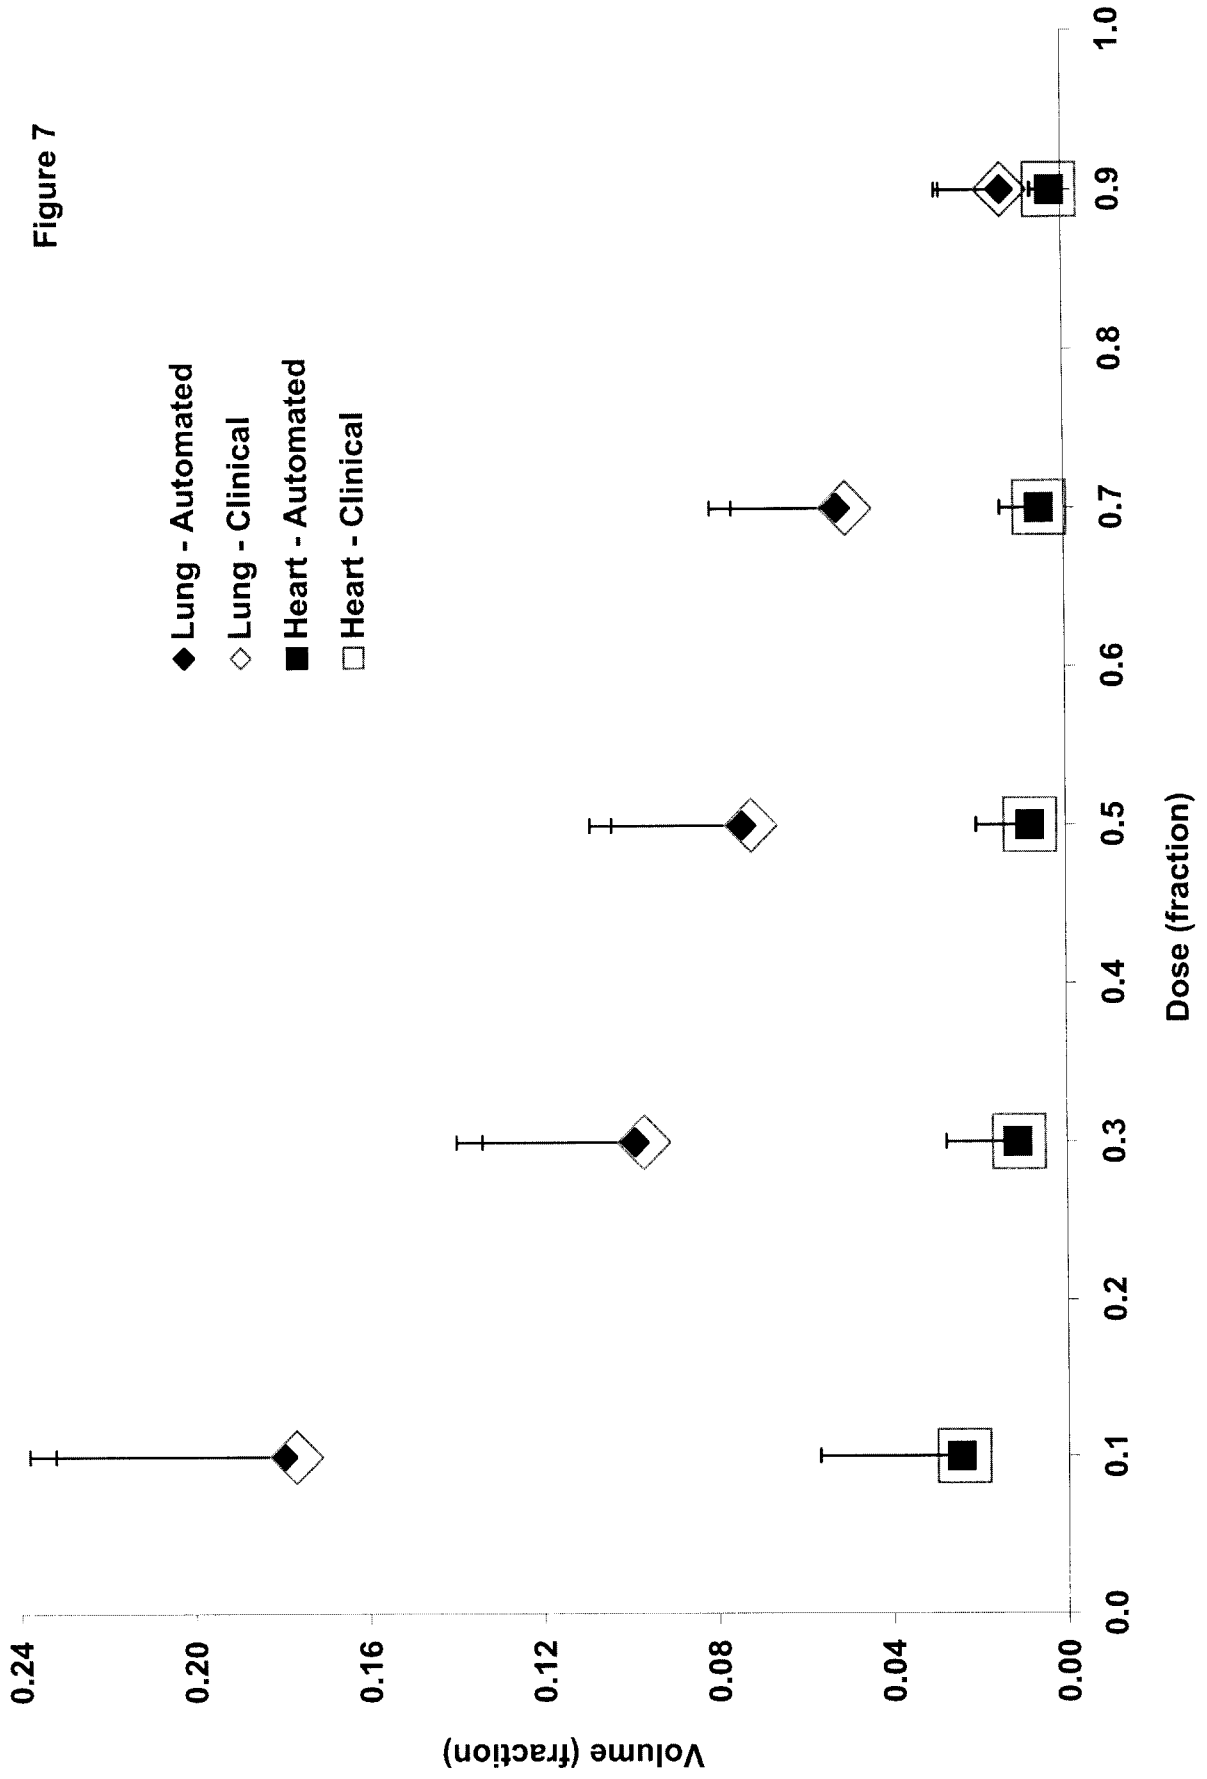 Figure 7
Lung - Automated
Lung - Clinical
Heart - Automated
Heart - Clinical
Volume (fraction)
0.24
0.20
0.16
0.12
0.08
0.04
0.00
0.0
0.1
0.2
0.3
0.4
0.5
0.6
0.7
0.8
0.9
1.0
Dose (fraction)